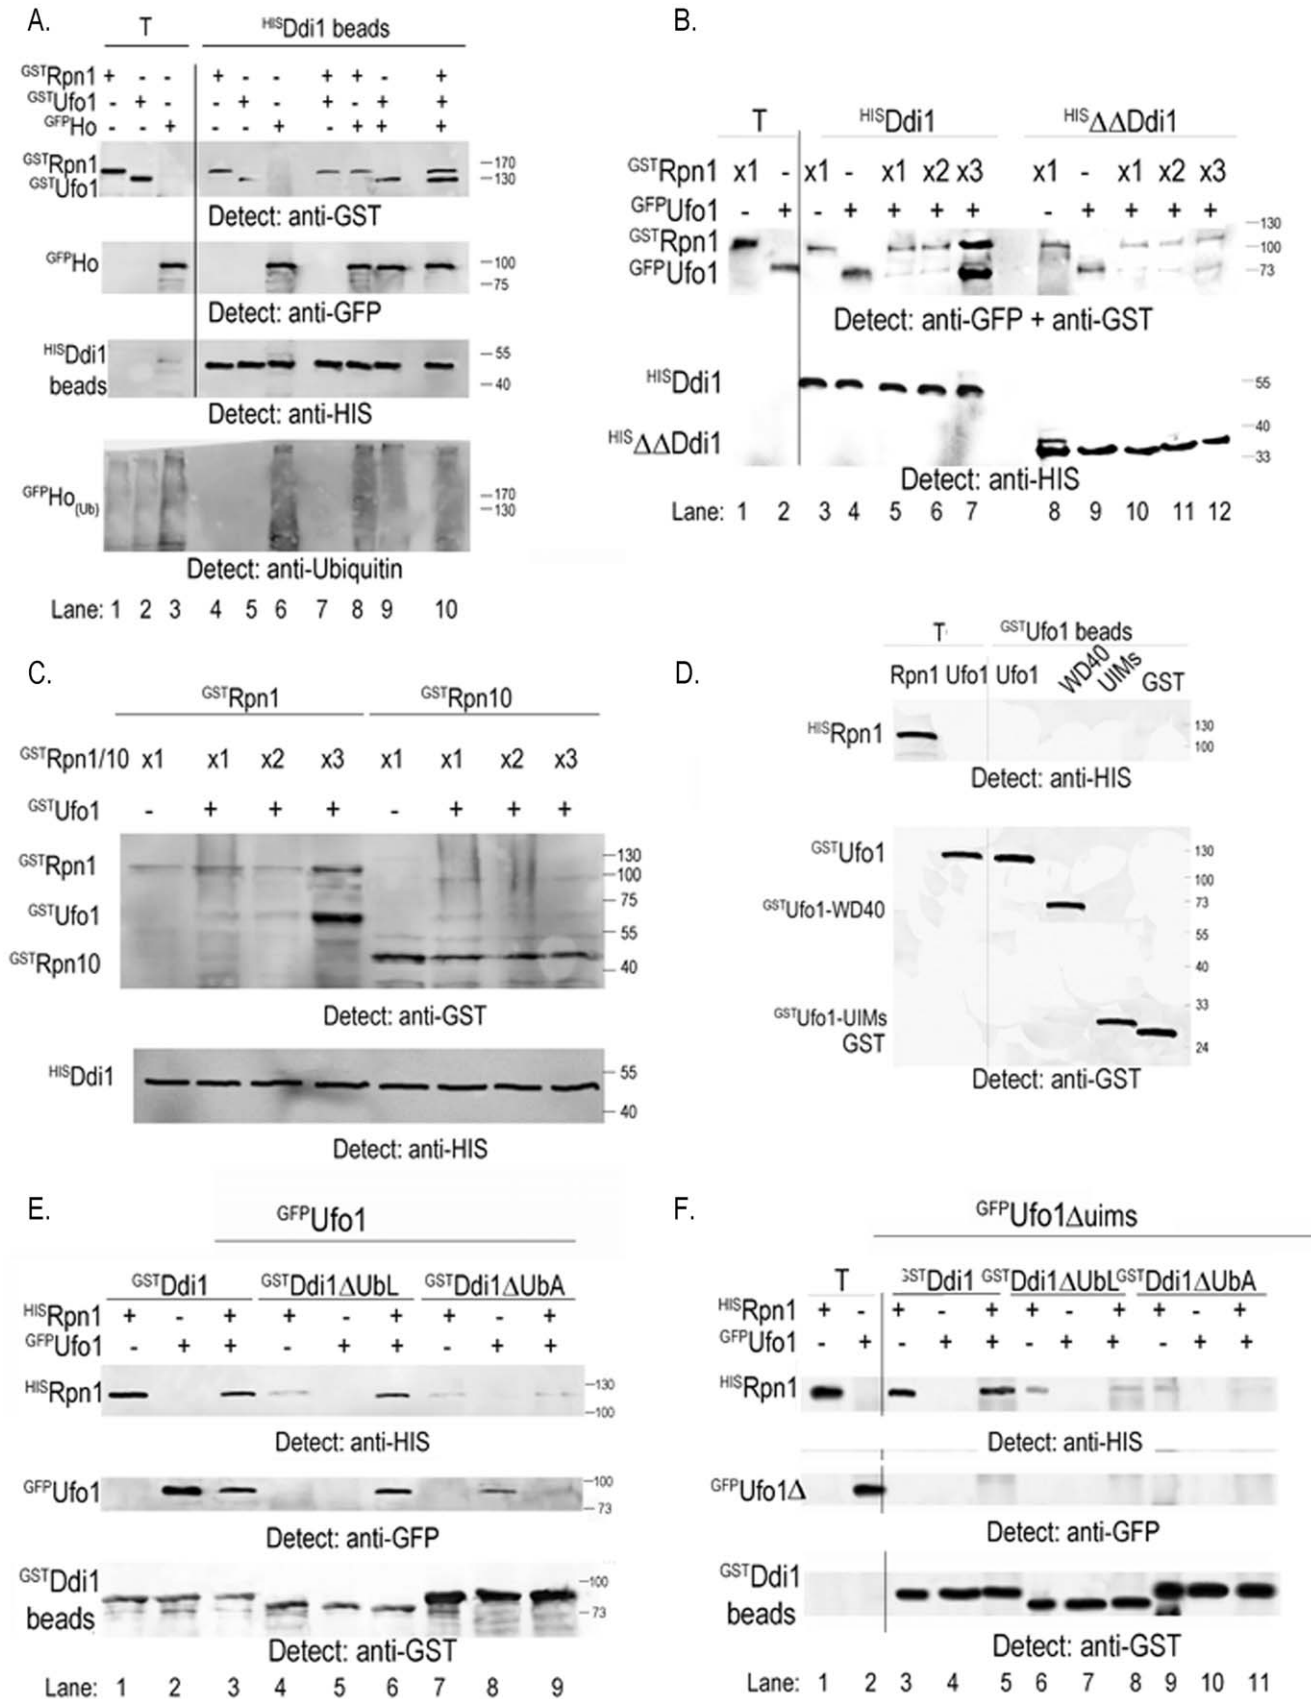 A.
T HISDdi1 beads
GSTRpn1 + - - + - - + + - +
GSTUfo1 - + - - + - + - + +
GFPHo - - + - - + - + + +
GSTRpn1 170
GSTUfo1 130
Detect: anti-GST
GFPHo 100
75
Detect: anti-GFP
HISDdi1 55
beads 40
Detect: anti-HIS
GFPHo(Ub) 170
130
Detect: anti-Ubiquitin
Lane: 1 2 3 4 5 6 7 8 9 10
B.
T HISDdi1 HISΔΔDdi1
GSTRpn1 x1 - x1 - x1 x2 x3 x1 - x1 x2 x3
GFPUfo1 - + - + + + + - + + + +
130
GSTRpn1 100
GFPUfo1 73
Detect: anti-GFP + anti-GST
HISDdi1 55
40
HISΔΔDdi1 33
Detect: anti-HIS
Lane: 1 2 3 4 5 6 7 8 9 10 11 12
C.
GSTRpn1 GSTRpn10
GSTRpn1/10 x1 x1 x2 x3 x1 x1 x2 x3
GSTUfo1 - + + + - + + +
130
GSTRpn1 100
75
GSTUfo1 55
GSTRpn10 40
Detect: anti-GST
HISDdi1 55
40
Detect: anti-HIS
D.
T GSTUfo1 beads
Rpn1 Ufo1 Ufo1 WD40 UIMs GST
HISRpn1 130
100
Detect: anti-HIS
GSTUfo1 130
100
GSTUfo1-WD40 73
55
40
33
GSTUfo1-UIMs
GST 24
Detect: anti-GST
E.
GFPUfo1
GSTDdi1 GSTDdi1ΔUbL GSTDdi1ΔUbA
HISRpn1 + - + + - + + - +
GFPUfo1 - + + - + + - + +
HISRpn1 130
100
Detect: anti-HIS
GFPUfo1 100
73
Detect: anti-GFP
GSTDdi1 100
beads 73
Detect: anti-GST
Lane: 1 2 3 4 5 6 7 8 9
F.
GFPUfo1Δuims
T GSTDdi1 GSTDdi1ΔUbL GSTDdi1ΔUbA
HISRpn1 + - + - + + - + + - +
GFPUfo1 - + - + + - + + - + +
HISRpn1
Detect: anti-HIS
GFPUfo1Δ
Detect: anti-GFP
GSTDdi1
beads
Detect: anti-GST
Lane: 1 2 3 4 5 6 7 8 9 10 11